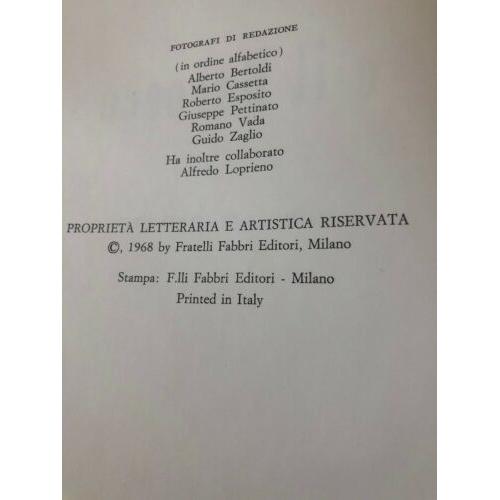 FOTOGRAFI DI REDAZIONE
(in ordine alfabetico)
Alberto Bertoldi
Mario Cassetta
Roberto Esposito
Giuseppe Pettinato
Romano Vada
Guido Zaglio
Ha inoltre collaborato
Alfredo Loprieno
PROPRIETÀ LETTERARIA E ARTISTICA RISERVATA
©, 1968 by Fratelli Fabbri Editori, Milano
Stampa: F.lli Fabbri Editori - Milano
Printed in Italy